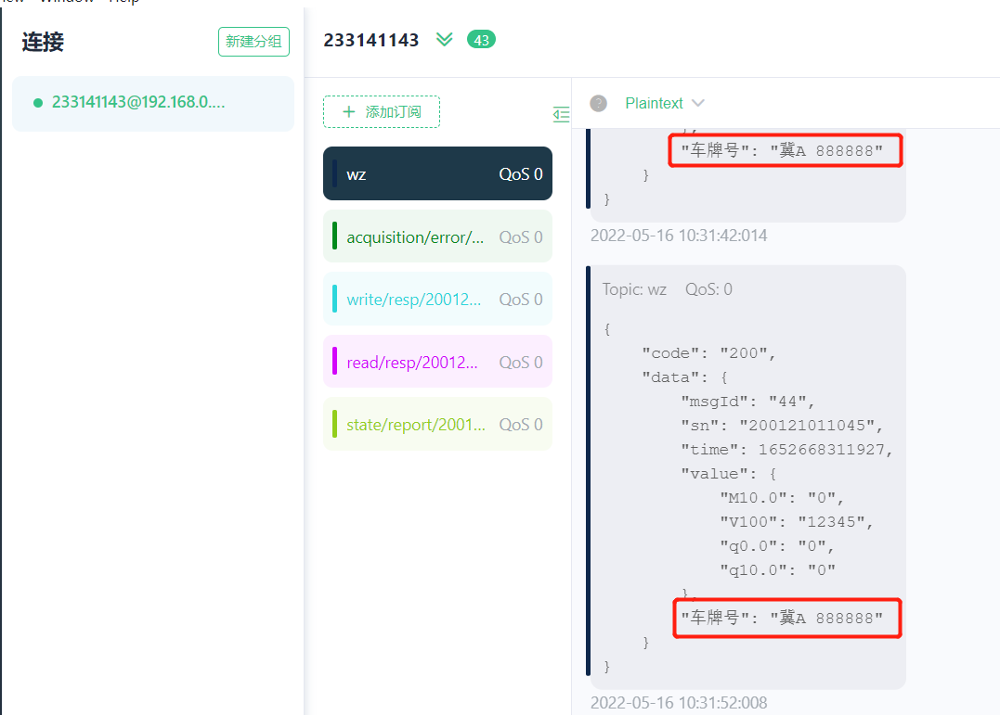 Window Help
连接
新建分组
233141143@192.168.0....
233141143
43
添加订阅
wz QoS 0
acquisition/error/... QoS 0
write/resp/20012... QoS 0
read/resp/20012... QoS 0
state/report/2001... QoS 0
Plaintext
},
"车牌号": "冀A 888888"
}
}
2022-05-16 10:31:42:014
Topic: wz QoS: 0
{
"code": "200",
"data": {
"msgId": "44",
"sn": "200121011045",
"time": 1652668311927,
"value": {
"M10.0": "0",
"V100": "12345",
"q0.0": "0",
"q10.0": "0"
},
"车牌号": "冀A 888888"
}
}
2022-05-16 10:31:52:008